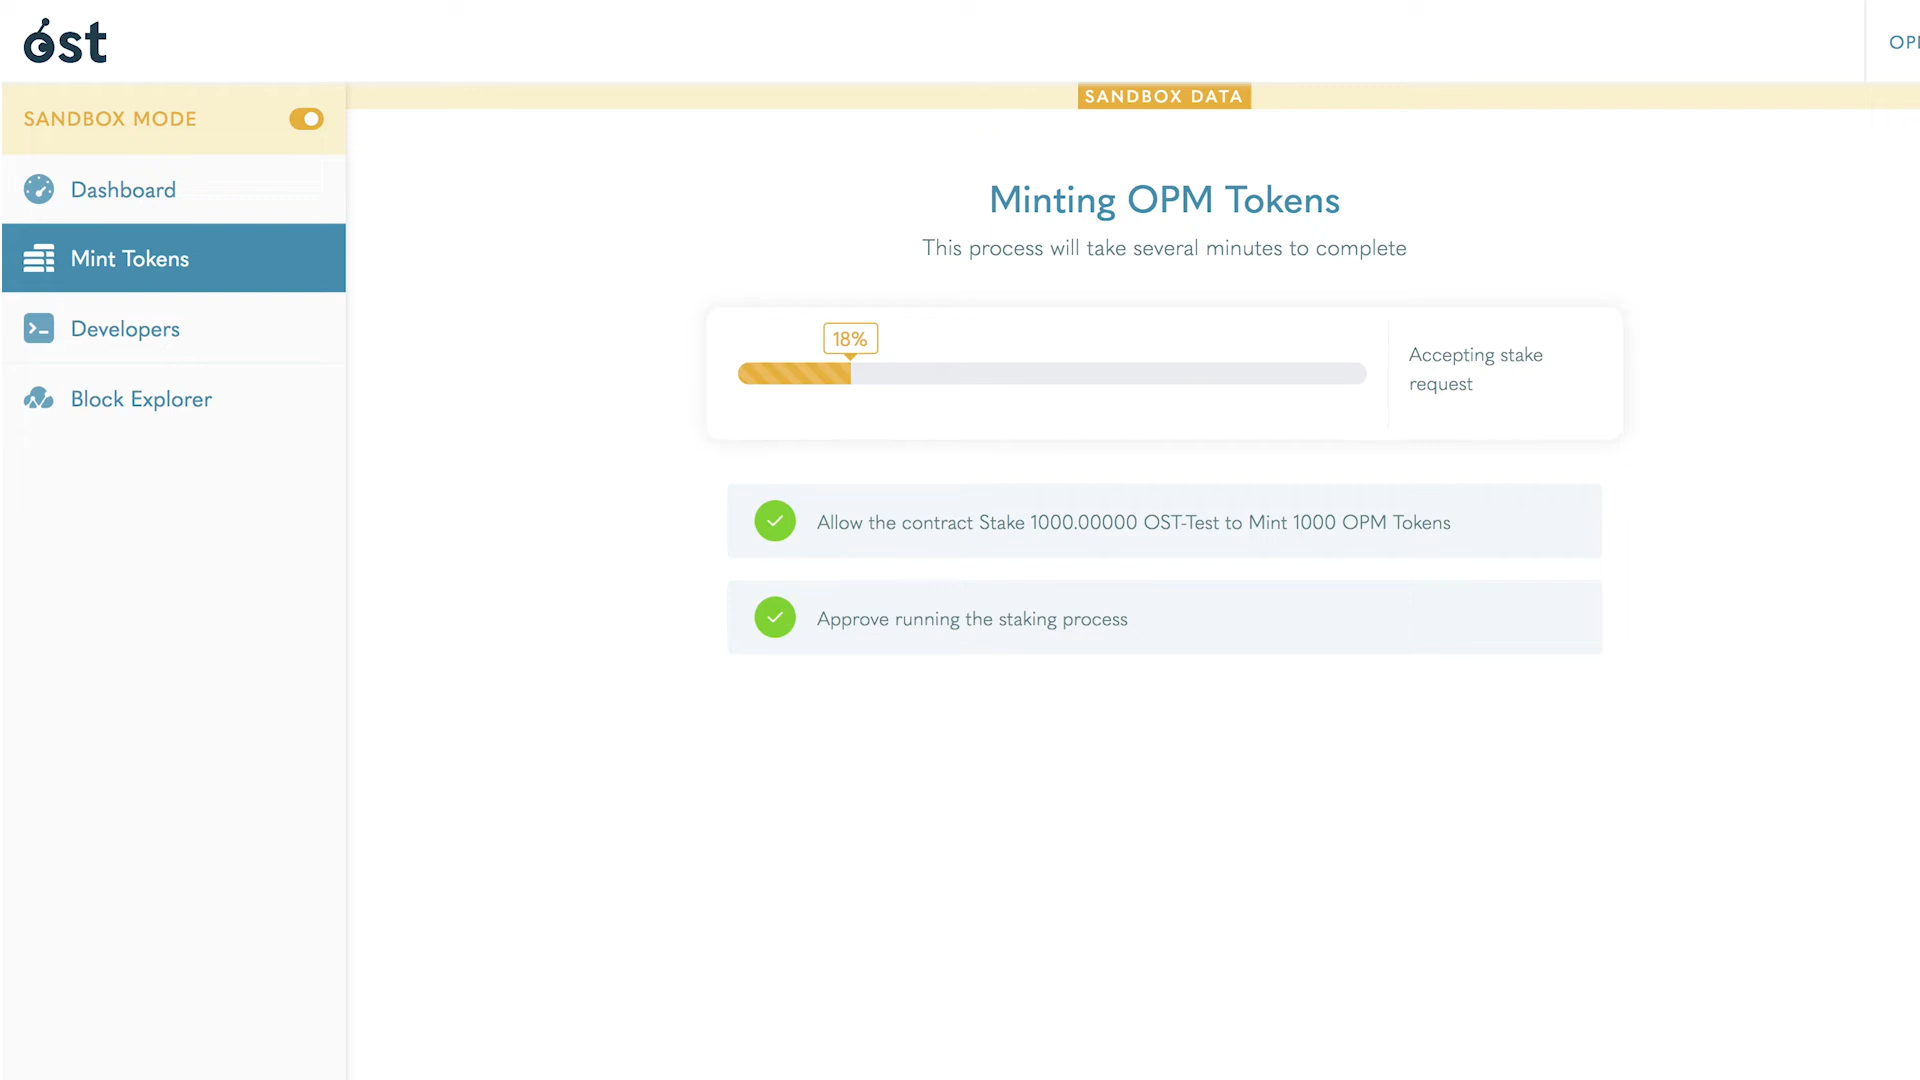 ost
OPM
SANDBOX MODE
SANDBOX DATA
Dashboard
Mint Tokens
Developers
Block Explorer
Minting OPM Tokens
This process will take several minutes to complete
18%
Accepting stake
request
Allow the contract Stake 1000.00000 OST-Test to Mint 1000 OPM Tokens
Approve running the staking process